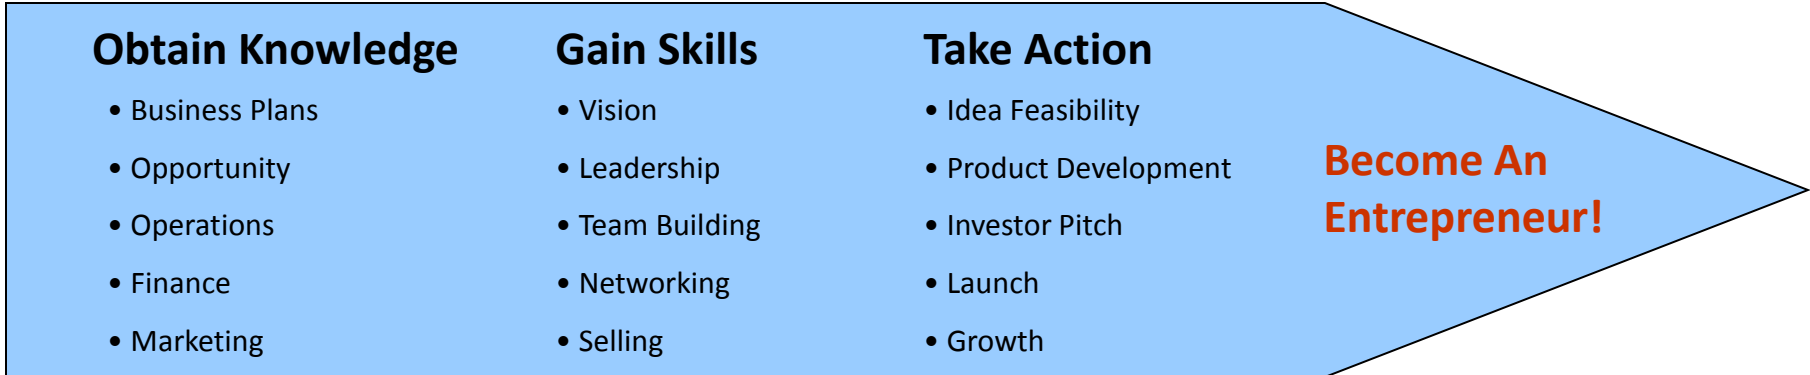 Obtain Knowledge
• Business Plans
• Opportunity
• Operations
• Finance
• Marketing
Gain Skills
• Vision
• Leadership
• Team Building
• Networking
• Selling
Take Action
• Idea Feasibility
• Product Development
• Investor Pitch
• Launch
• Growth
Become An
Entrepreneur!